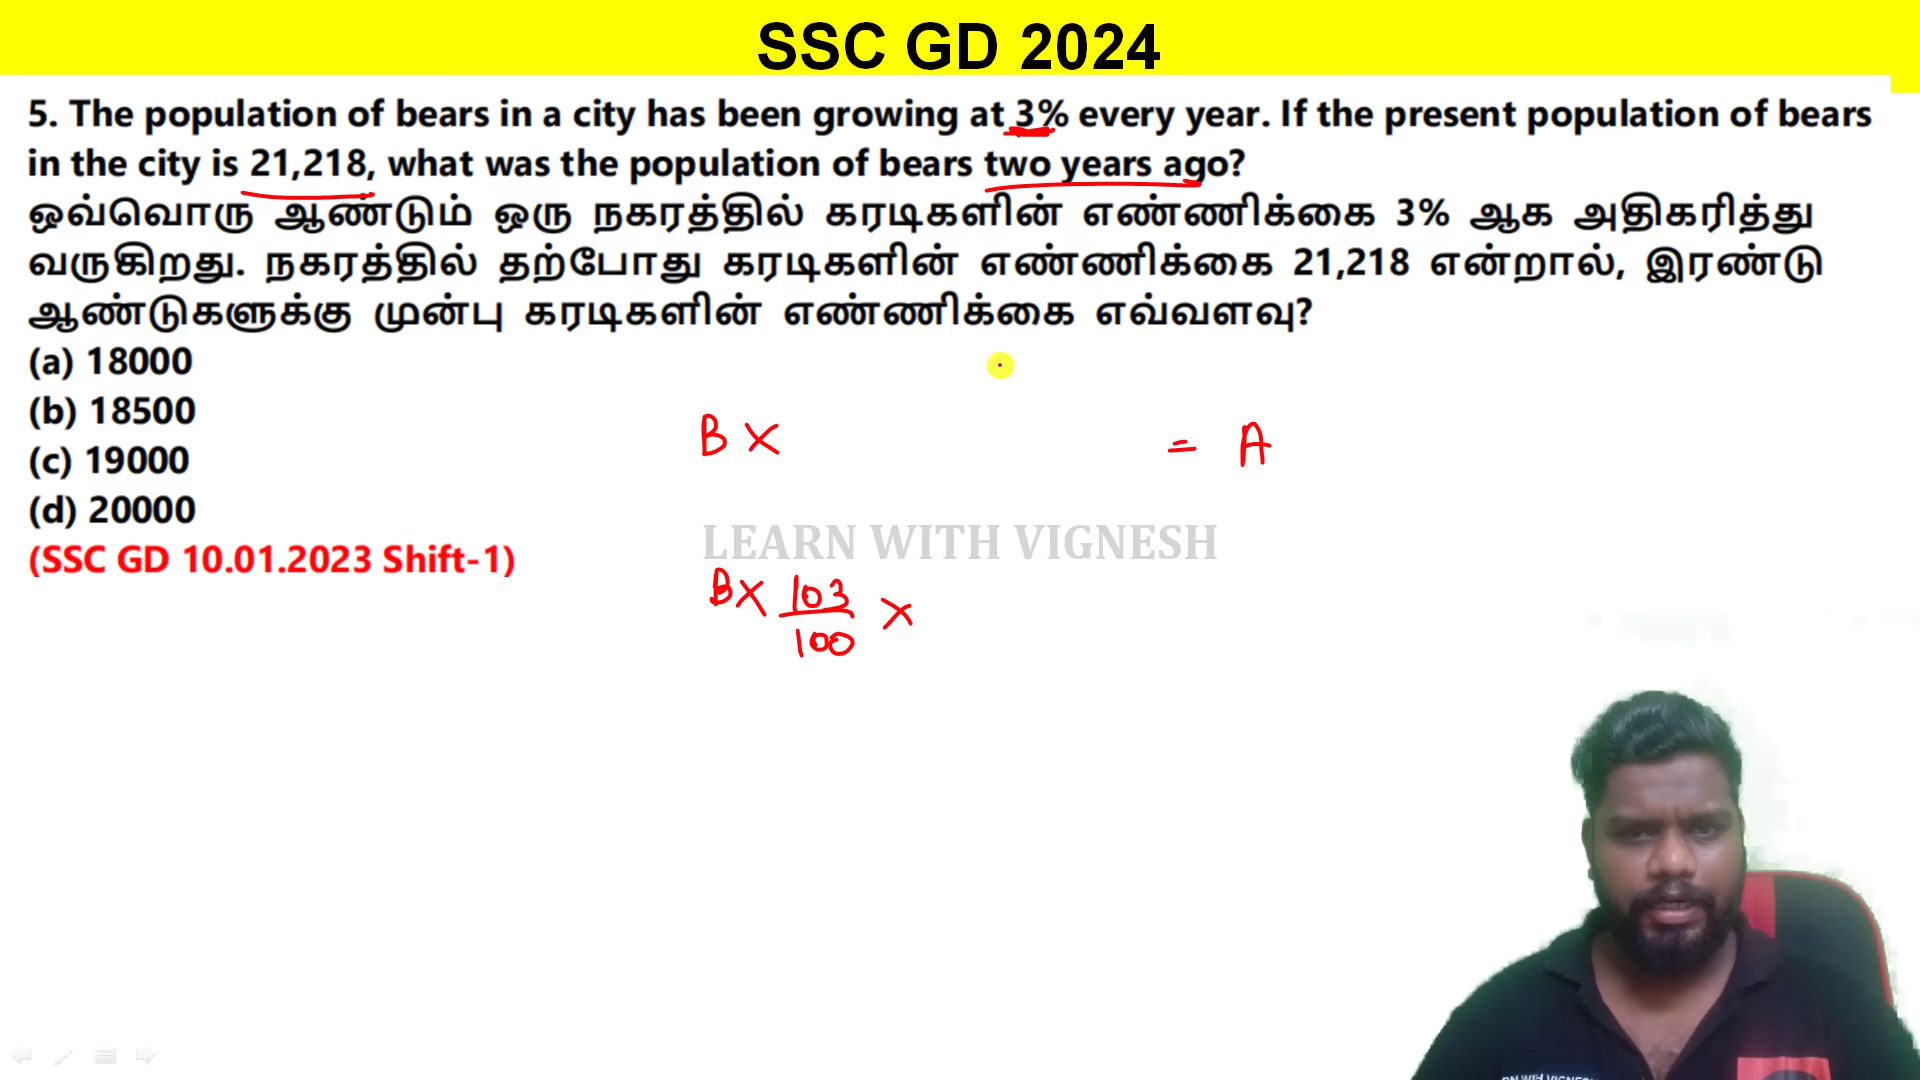 SSC GD 2024
5. The population of bears in a city has been growing at 3% every year. If the present population of bears
in the city is 21,218, what was the population of bears two years ago?
ஒவ்வொரு ஆண்டும் ஒரு நகரத்தில் கரடிகளின் எண்ணிக்கை 3% ஆக அதிகரித்து
வருகிறது. நகரத்தில் தற்போது கரடிகளின் எண்ணிக்கை 21,218 என்றால், இரண்டு
ஆண்டுகளுக்கு முன்பு கரடிகளின் எண்ணிக்கை எவ்வளவு?
(a) 18000
(b) 18500
(c) 19000
(d) 20000
(SSC GD 10.01.2023 Shift-1)
B × = A
LEARN WITH VIGNESH
B × 103/100 ×